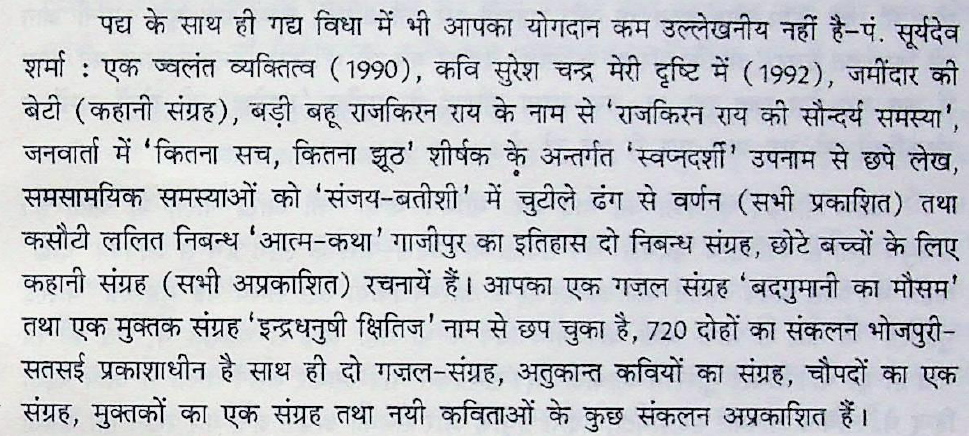 पद्य के साथ ही गद्य विधा में भी आपका योगदान कम उल्लेखनीय नहीं है-पं. सूर्यदेव
शर्मा : एक ज्वलंत व्यक्तित्व (1990), कवि सुरेश चन्द्र मेरी दृष्टि में (1992), जमींदार की
बेटी (कहानी संग्रह), बड़ी बहू राजकिरन राय के नाम से 'राजकिरन राय की सौन्दर्य समस्या',
जनवार्ता में 'कितना सच, कितना झूठ' शीर्षक के अन्तर्गत 'स्वप्नदर्शी' उपनाम से छपे लेख,
समसामयिक समस्याओं को 'संजय-बतीशी' में चुटीले ढंग से वर्णन (सभी प्रकाशित) तथा
कसौटी ललित निबन्ध 'आत्म-कथा' गाजीपुर का इतिहास दो निबन्ध संग्रह, छोटे बच्चों के लिए
कहानी संग्रह (सभी अप्रकाशित) रचनायें हैं। आपका एक गज़ल संग्रह 'बदगुमानी का मौसम'
तथा एक मुक्तक संग्रह 'इन्द्रधनुषी क्षितिज' नाम से छप चुका है, 720 दोहों का संकलन भोजपुरी-
सतसई प्रकाशाधीन है साथ ही दो गज़ल-संग्रह, अतुकान्त कवियों का संग्रह, चौपदों का एक
संग्रह, मुक्तकों का एक संग्रह तथा नयी कविताओं के कुछ संकलन अप्रकाशित हैं।